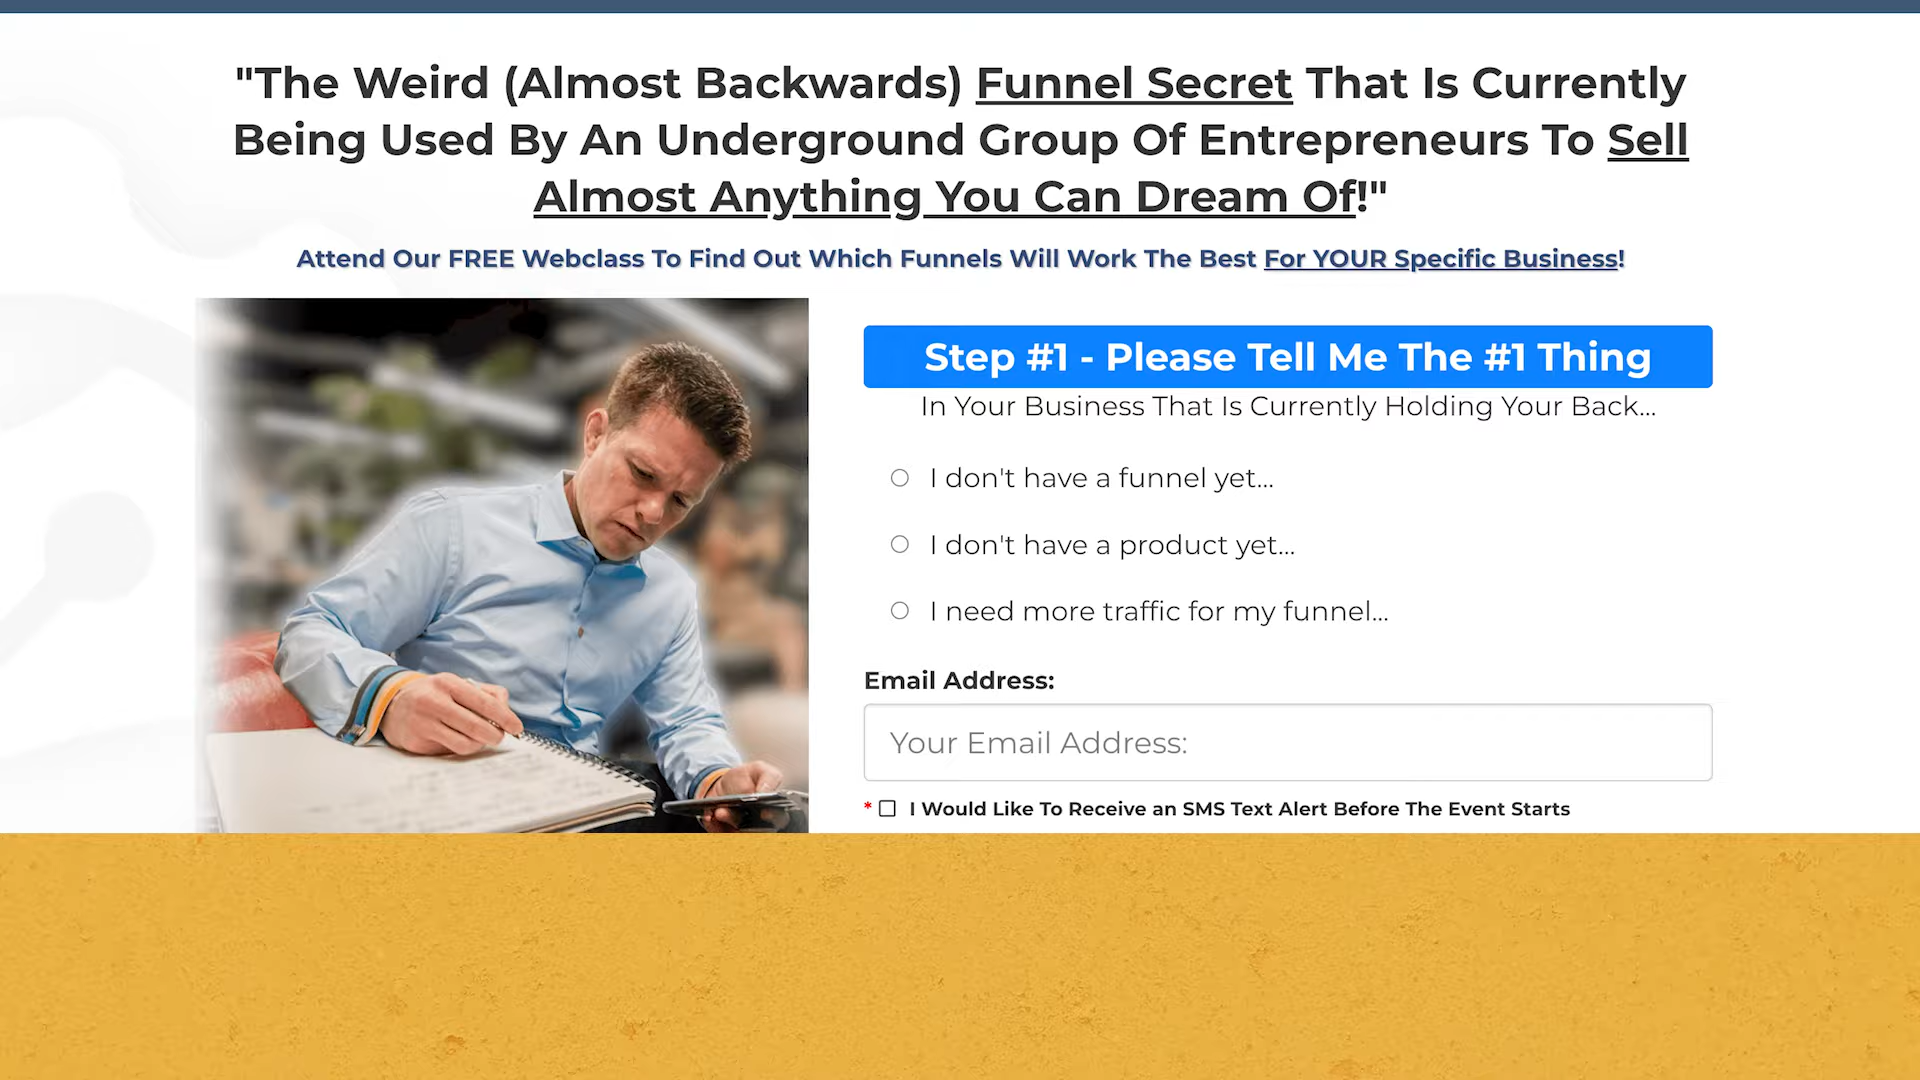 "The Weird (Almost Backwards) Funnel Secret That Is Currently
Being Used By An Underground Group Of Entrepreneurs To Sell
Almost Anything You Can Dream Of!"
Attend Our FREE Webclass To Find Out Which Funnels Will Work The Best For YOUR Specific Business!
Step #1 - Please Tell Me The #1 Thing
In Your Business That Is Currently Holding Your Back...
I don't have a funnel yet...
I don't have a product yet...
I need more traffic for my funnel...
Email Address:
Your Email Address:
* I Would Like To Receive an SMS Text Alert Before The Event Starts